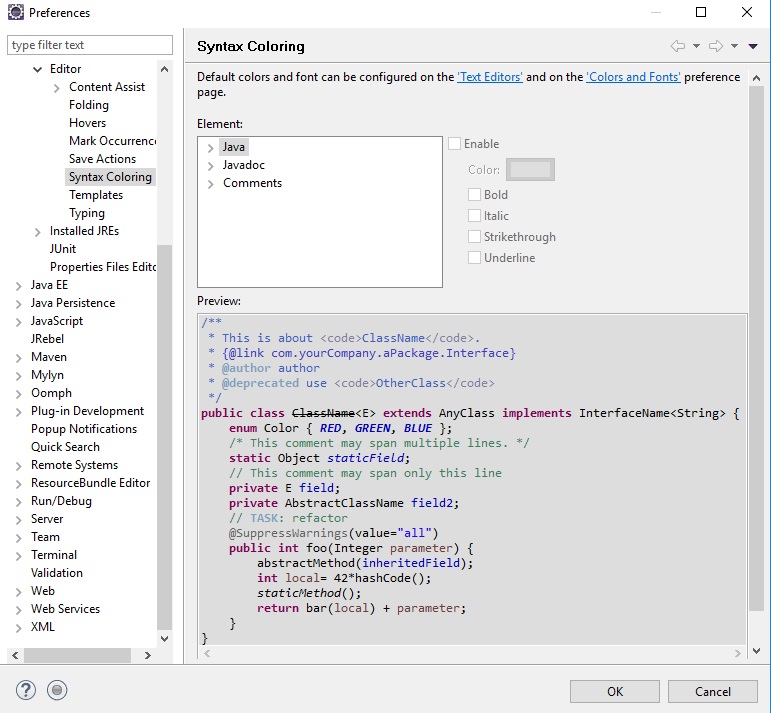 Preferences
type filter text
Editor
Content Assist
Folding
Hovers
Mark Occurrenc
Save Actions
Syntax Coloring
Templates
Typing
Installed JREs
JUnit
Properties Files Edito
Java EE
Java Persistence
JavaScript
JRebel
Maven
Mylyn
Oomph
Plug-in Development
Popup Notifications
Quick Search
Remote Systems
ResourceBundle Editor
Run/Debug
Server
Team
Terminal
Validation
Web
Web Services
XML
Syntax Coloring
Default colors and font can be configured on the 'Text Editors' and on the 'Colors and Fonts' preference
page.
Element:
Java
Javadoc
Comments
Enable
Color:
Bold
Italic
Strikethrough
Underline
Preview:
/**
 * This is about <code>ClassName</code>.
 * {@link com.yourCompany.aPackage.Interface}
 * @author author
 * @deprecated use <code>OtherClass</code>
 */
public class ClassName<E> extends AnyClass implements InterfaceName<String> {
    enum Color { RED, GREEN, BLUE };
    /* This comment may span multiple lines. */
    static Object staticField;
    // This comment may span only this line
    private E field;
    private AbstractClassName field2;
    // TASK: refactor
    @SuppressWarnings(value="all")
    public int foo(Integer parameter) {
        abstractMethod(inheritedField);
        int local= 42*hashCode();
        staticMethod();
        return bar(local) + parameter;
    }
}
?
OK
Cancel